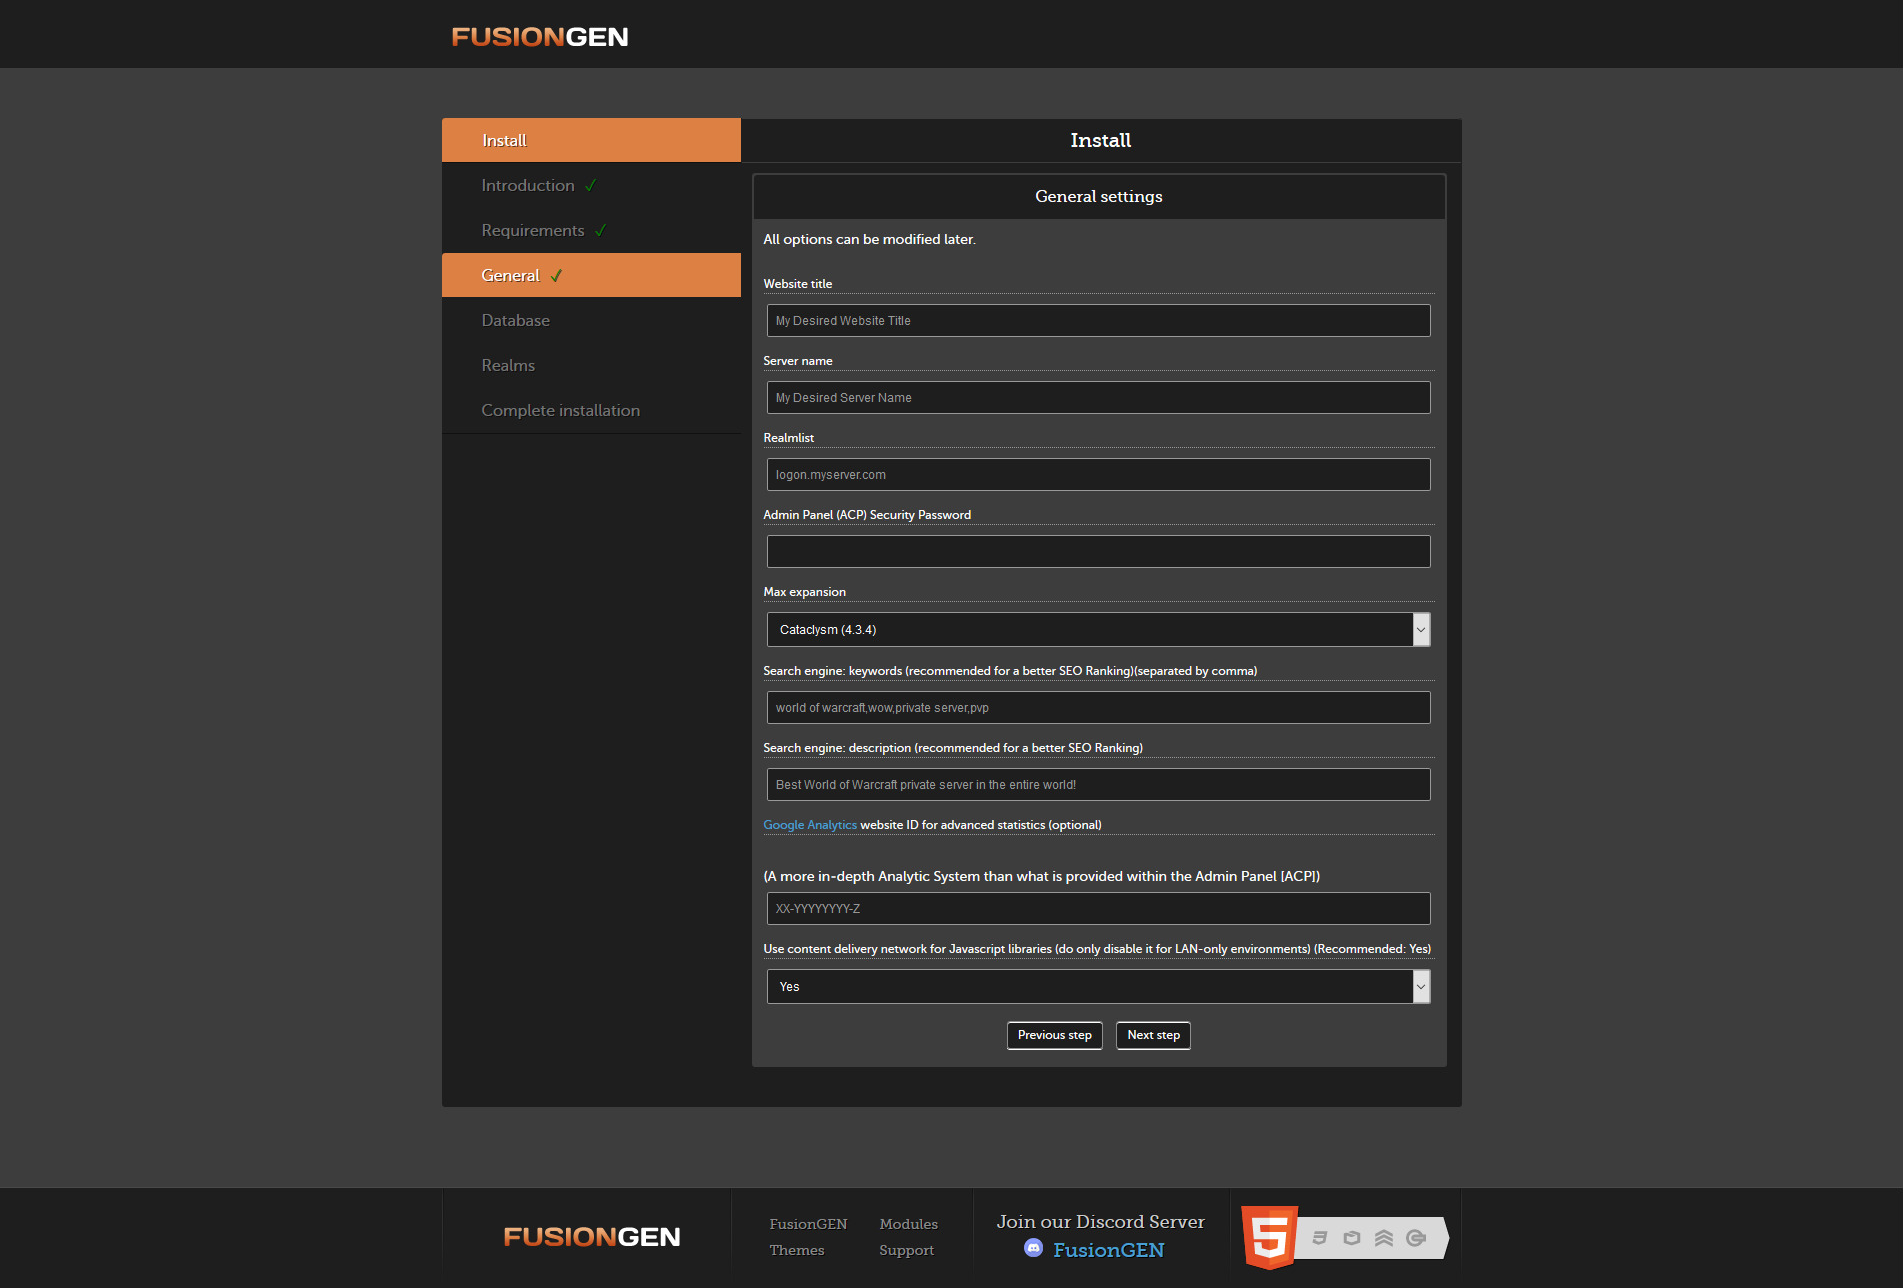 FUSIONGEN
Install
Introduction ✓
Requirements ✓
General ✓
Database
Realms
Complete installation
Install
General settings
All options can be modified later.
Website title
My Desired Website Title
Server name
My Desired Server Name
Realmlist
logon.myserver.com
Admin Panel (ACP) Security Password
Max expansion
Cataclysm (4.3.4)
Search engine: keywords (recommended for a better SEO Ranking)(separated by comma)
world of warcraft,wow,private server,pvp
Search engine: description (recommended for a better SEO Ranking)
Best World of Warcraft private server in the entire world!
Google Analytics website ID for advanced statistics (optional)
(A more in-depth Analytic System than what is provided within the Admin Panel [ACP])
XX-YYYYYYYY-Z
Use content delivery network for Javascript libraries (do only disable it for LAN-only environments) (Recommended: Yes)
Yes
Previous step
Next step
FUSIONGEN
FusionGEN
Modules
Themes
Support
Join our Discord Server
FusionGEN
5